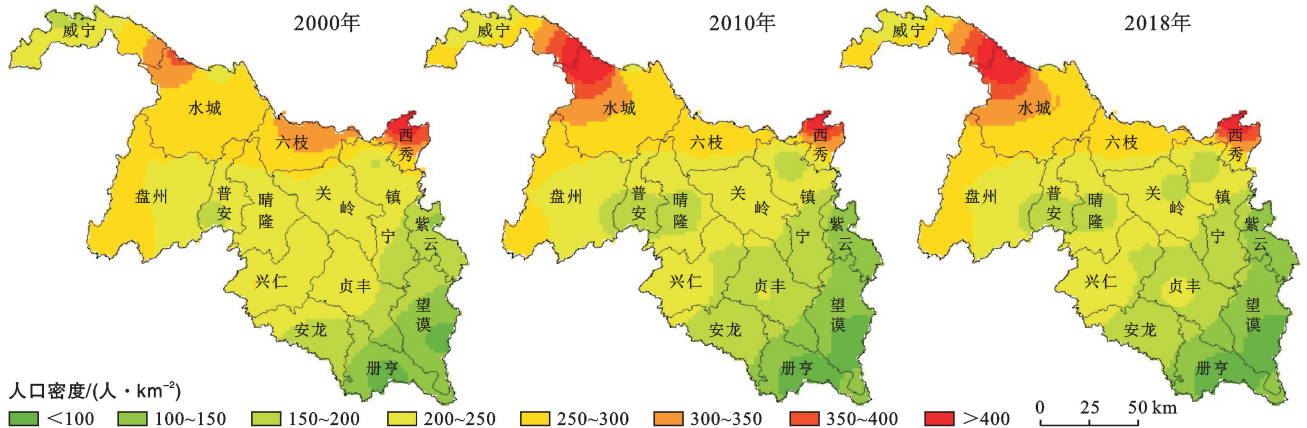 2000年
威宁
水城
六枝
西秀
盘州
普安
晴隆
关岭
镇宁
紫云
兴仁
贞丰
望谟
安龙
册亨
2010年
威宁
水城
六枝
西秀
盘州
普安
晴隆
关岭
镇宁
紫云
兴仁
贞丰
望谟
安龙
册亨
2018年
威宁
水城
六枝
西秀
盘州
普安
晴隆
关岭
镇宁
紫云
兴仁
贞丰
望谟
安龙
册亨
人口密度/(人·km⁻²)
<100 100~150 150~200 200~250 250~300 300~350 350~400 >400
0 25 50 km